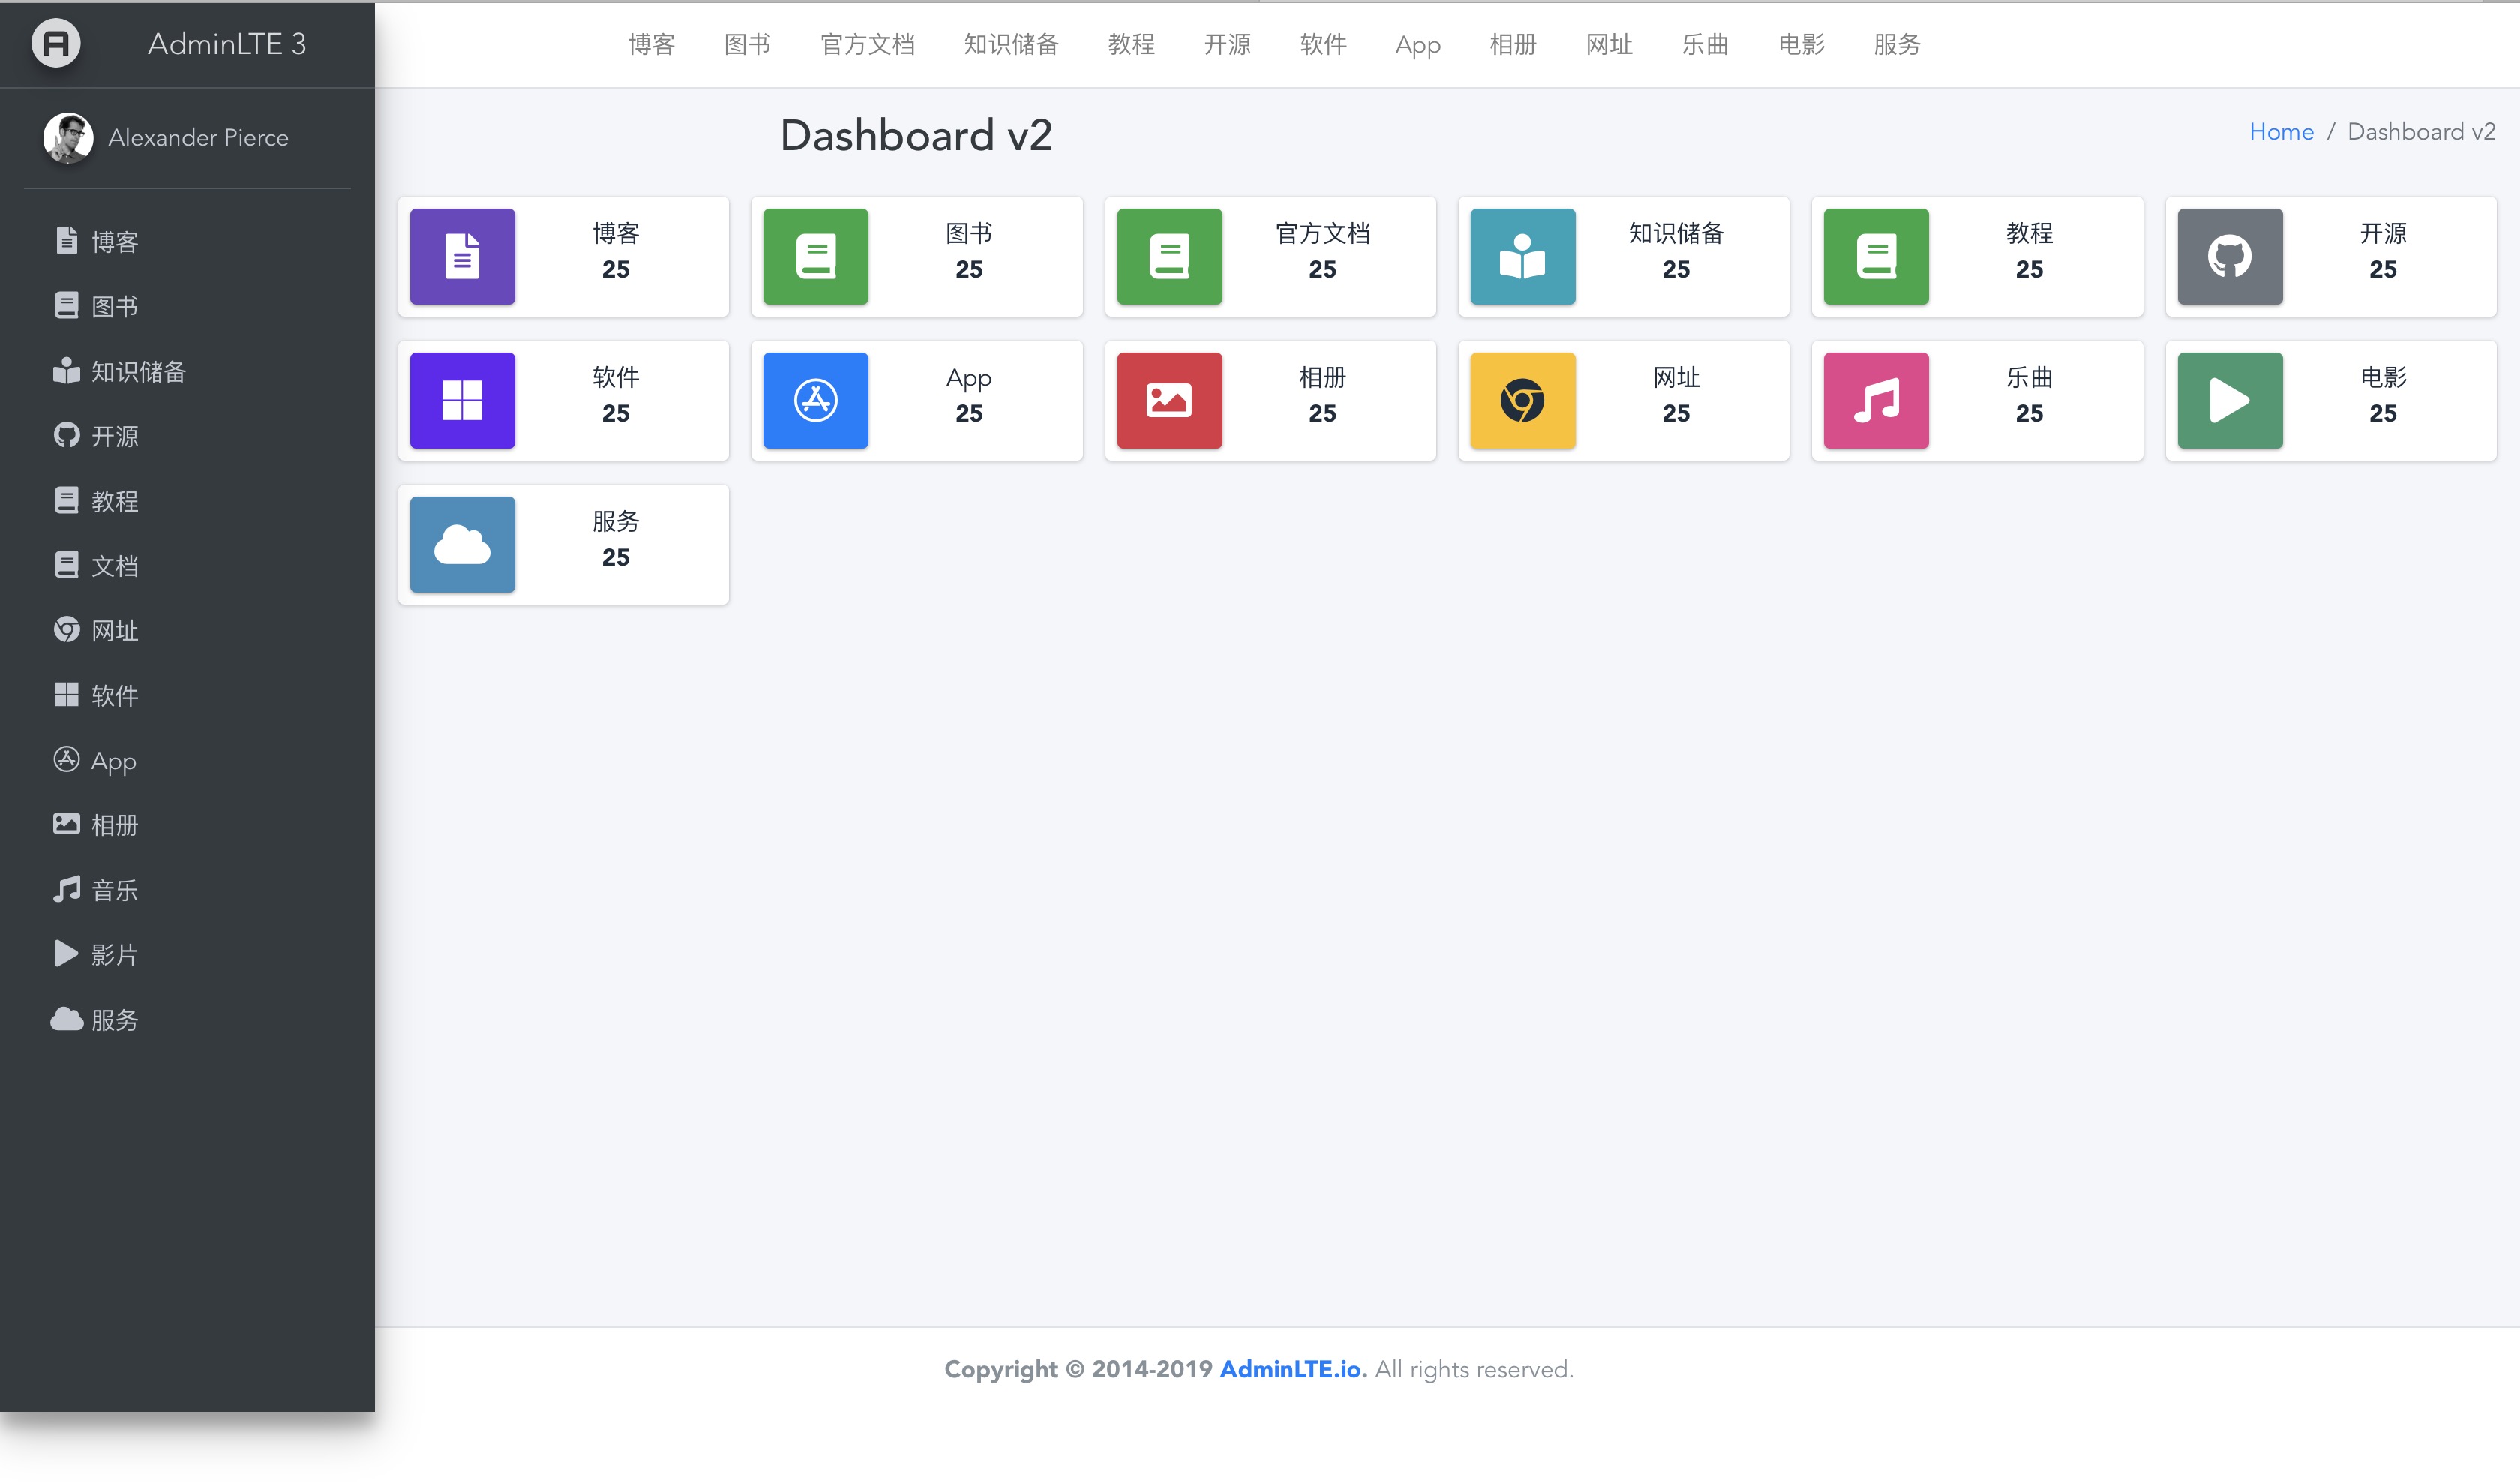 AdminLTE 3
博客 图书 官方文档 知识储备 教程 开源 软件 App 相册 网址 乐曲 电影 服务
Alexander Pierce
博客
图书
知识储备
开源
教程
文档
网址
软件
App
相册
音乐
影片
服务
Dashboard v2
Home / Dashboard v2
博客
25
图书
25
官方文档
25
知识储备
25
教程
25
开源
25
软件
25
App
25
相册
25
网址
25
乐曲
25
电影
25
服务
25
Copyright © 2014-2019 AdminLTE.io. All rights reserved.